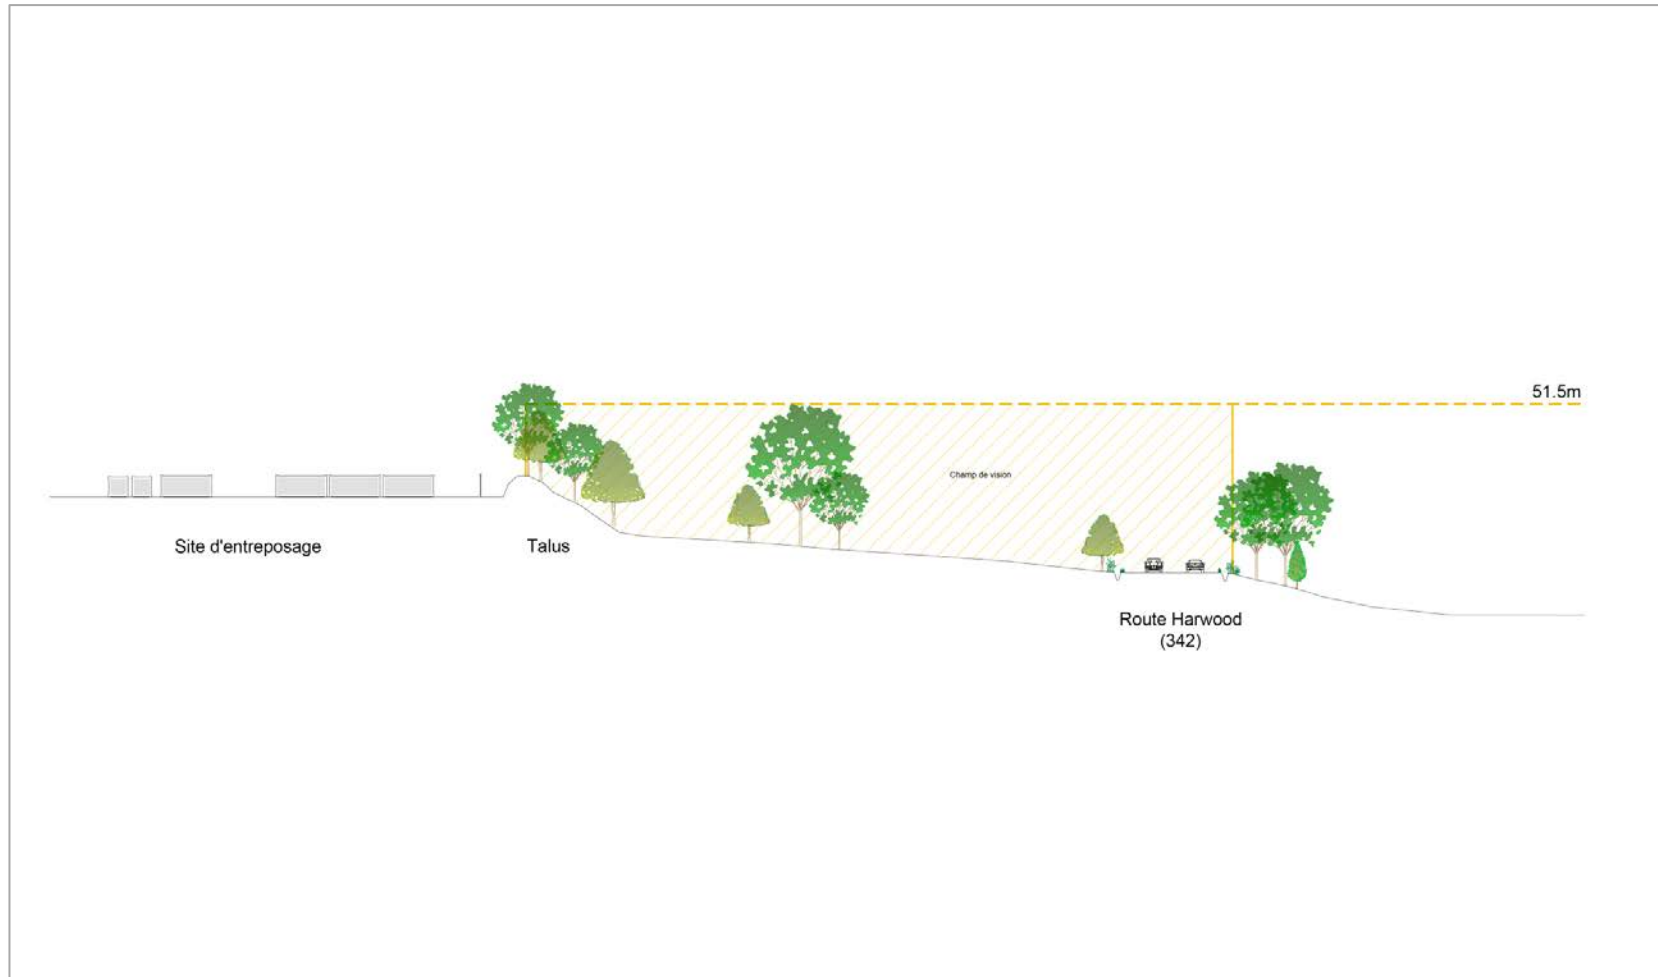 51.5m
Champ de vision
Site d'entreposage
Talus
Route Harwood
(342)